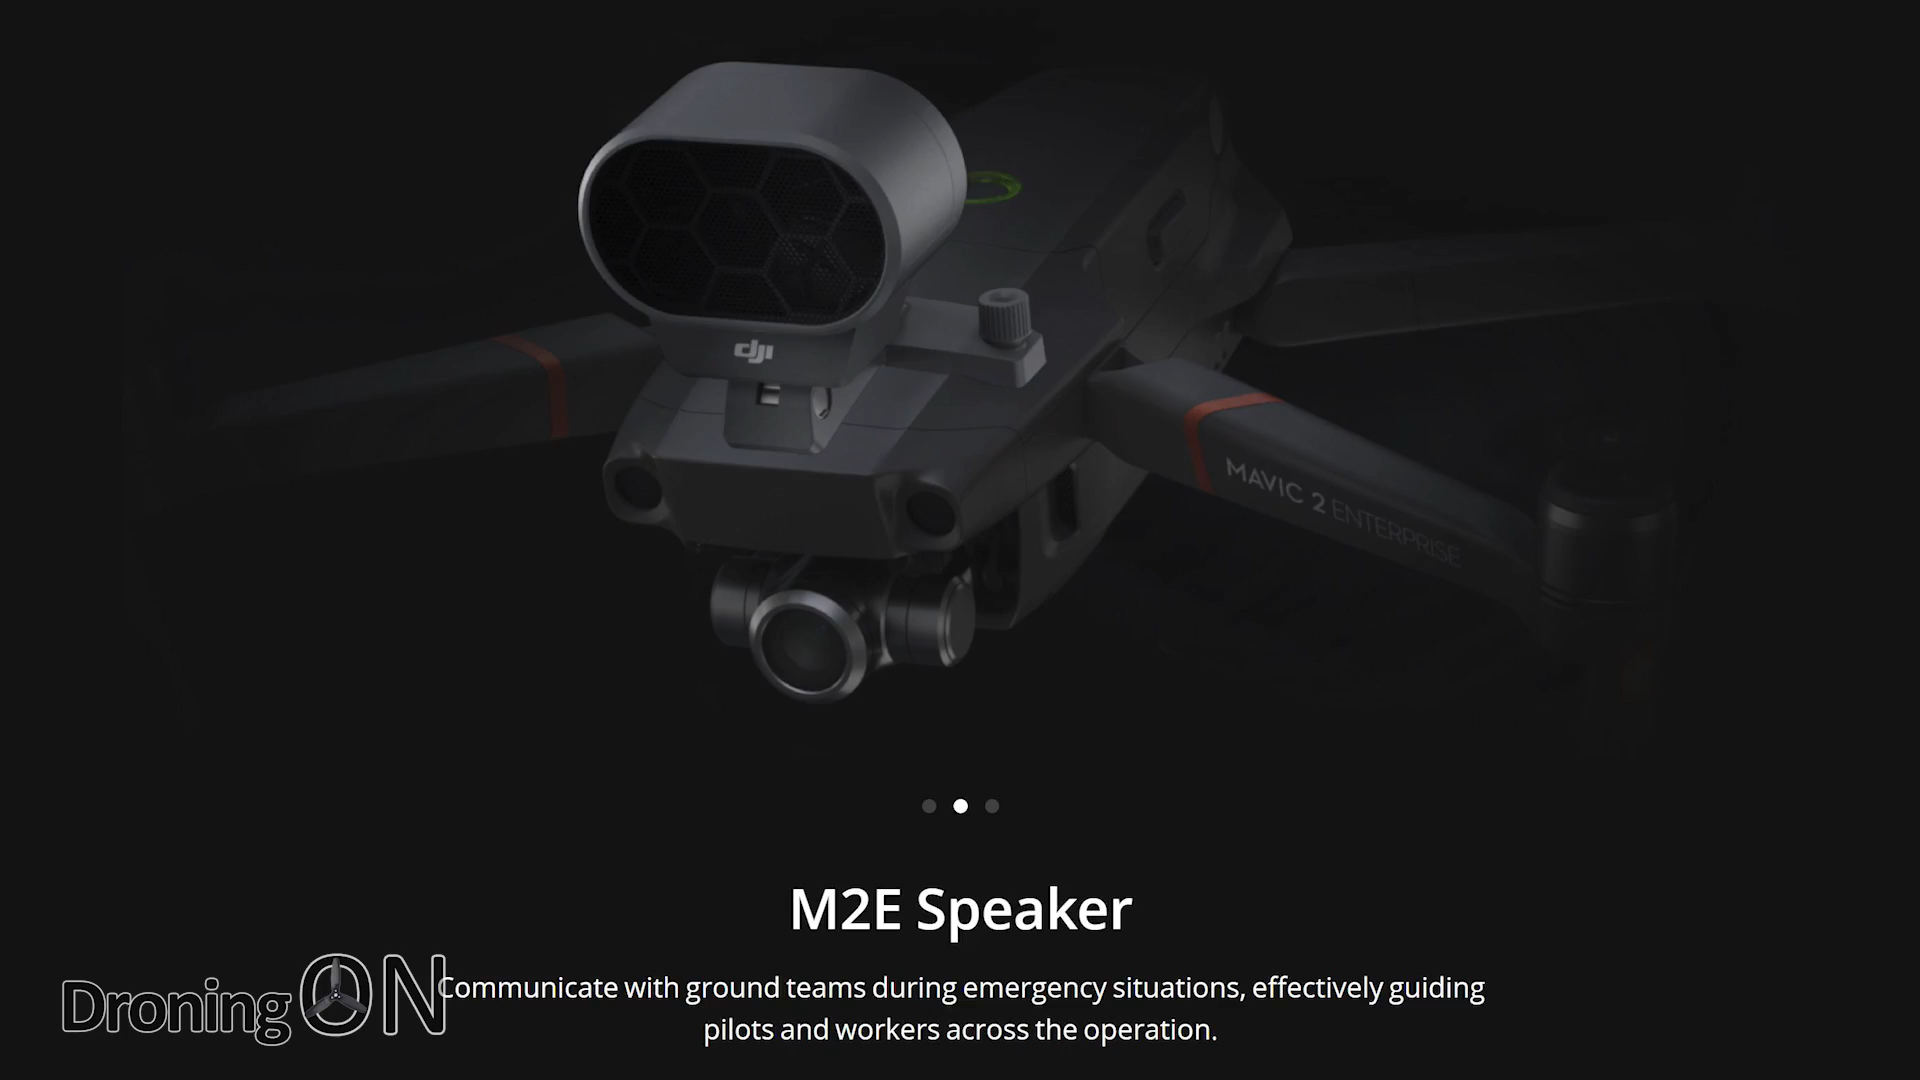 dji
MAVIC 2 ENTERPRISE
M2E Speaker
Communicate with ground teams during emergency situations, effectively guiding
pilots and workers across the operation.
DroningON